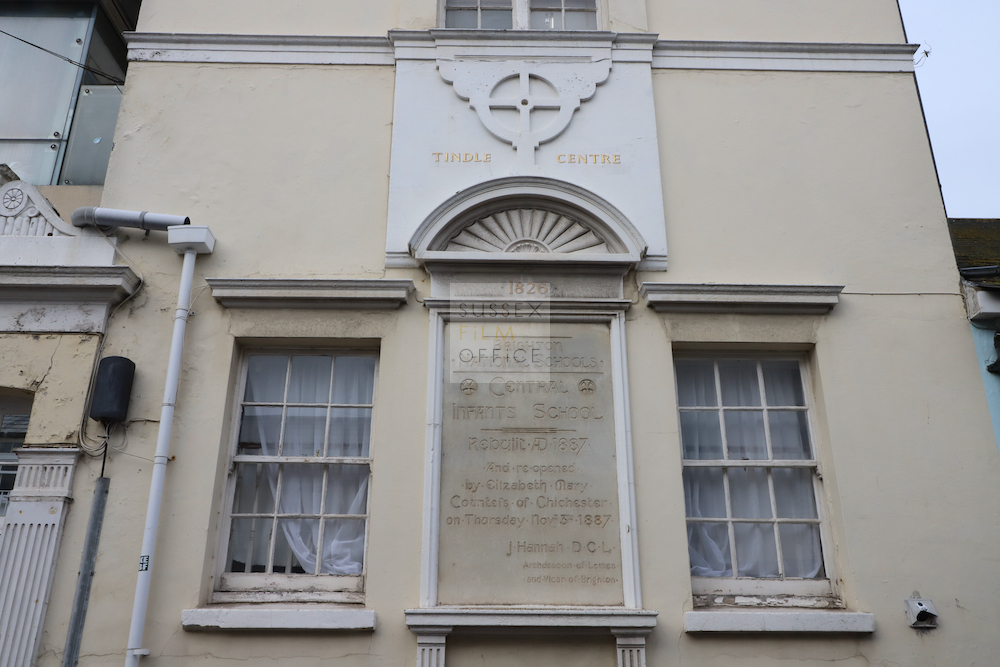 TINDLE CENTRE
·1826·
SUSSEX
FILM
OFFICE
Brighton
·NATIONAL·SCHOOLS·
CENTRAL
INFANTS SCHOOL
Rebuilt·AD·1887·
And·re-opened
by·Elizabeth·Mary
Countess·of·Chichester
on·Thursday·Nov·3rd·1887·
J·Hannah·D·C·L·
Archdeacon·of·Lewes
and·Vicar·of·Brighton·